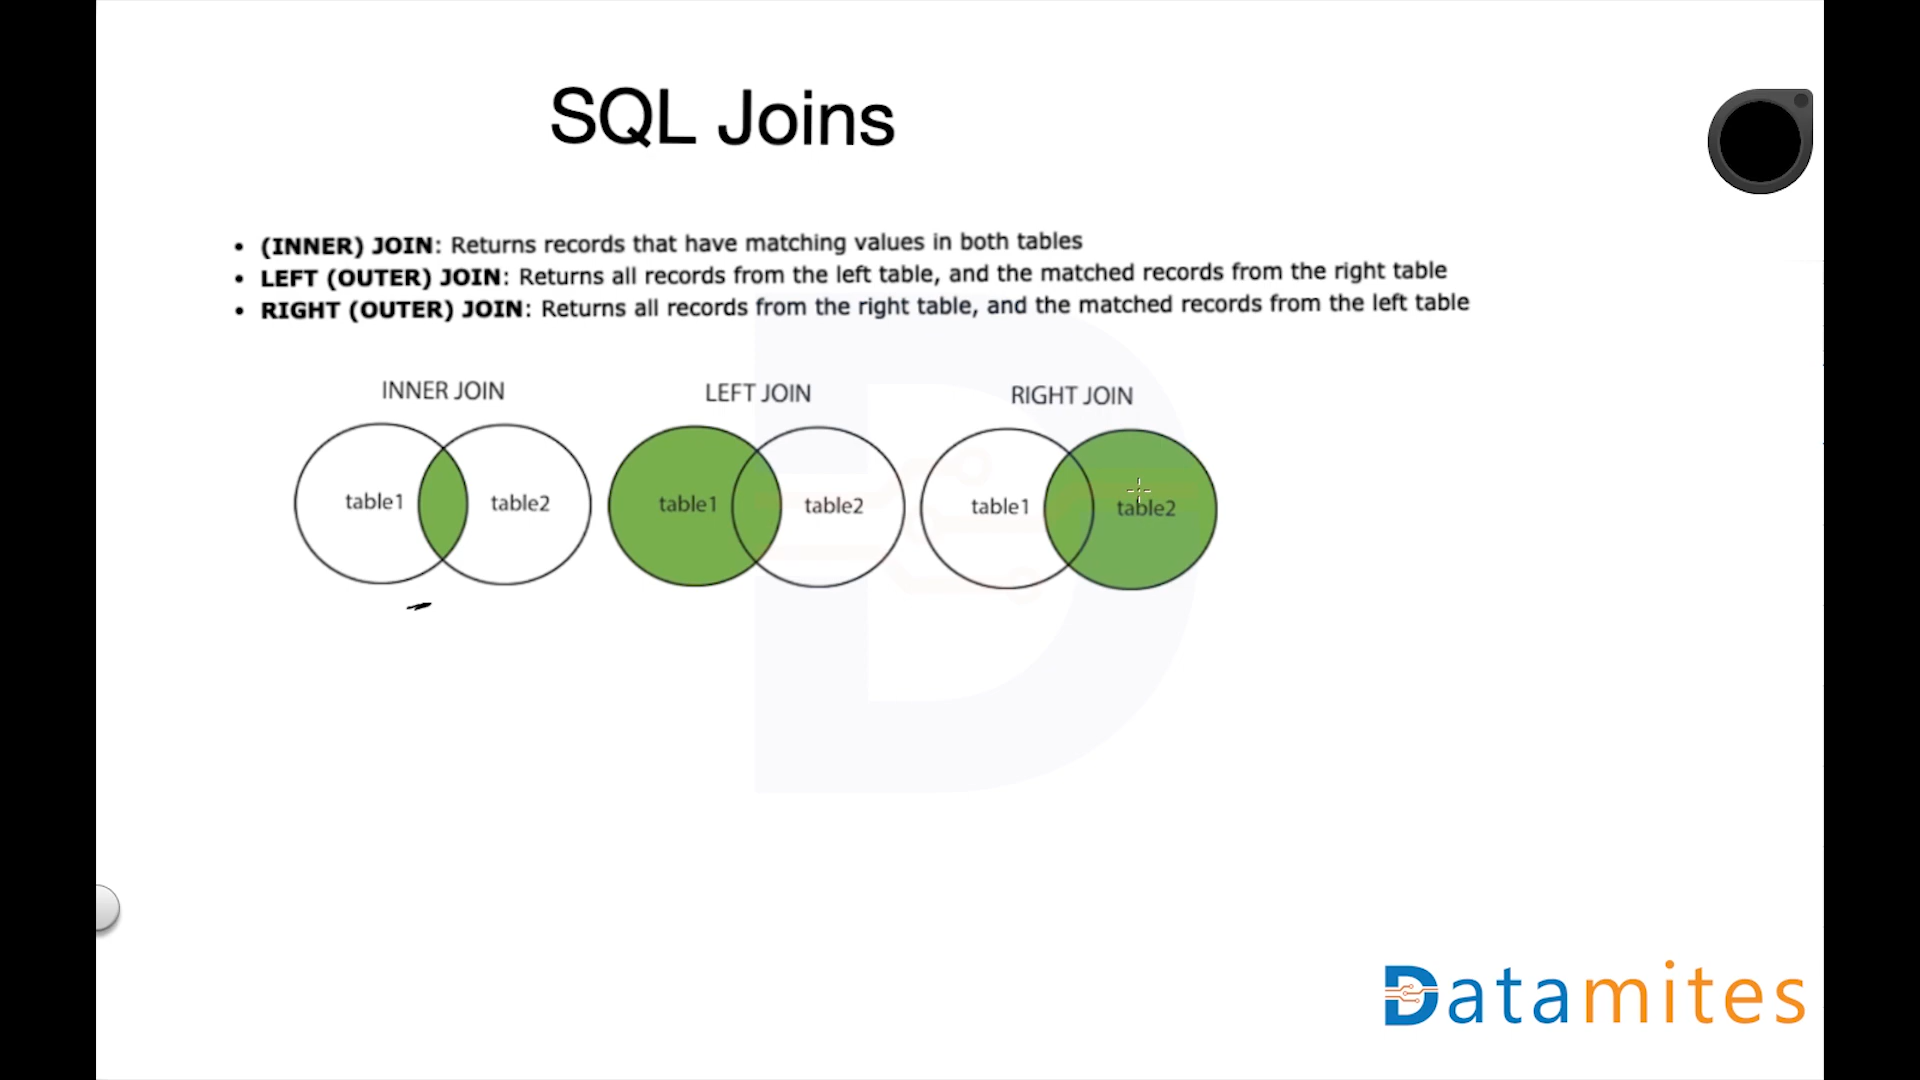 SQL Joins
• (INNER) JOIN: Returns records that have matching values in both tables
• LEFT (OUTER) JOIN: Returns all records from the left table, and the matched records from the right table
• RIGHT (OUTER) JOIN: Returns all records from the right table, and the matched records from the left table
INNER JOIN
table1
table2
LEFT JOIN
table1
table2
RIGHT JOIN
table1
table2
Datamites